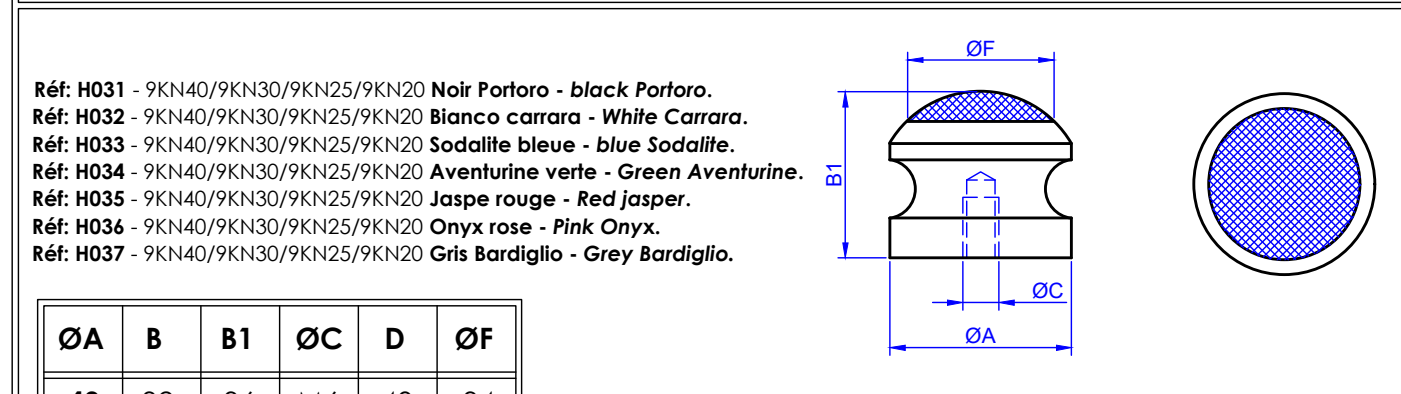 Réf: H031 - 9KN40/9KN30/9KN25/9KN20 Noir Portoro - black Portoro.
Réf: H032 - 9KN40/9KN30/9KN25/9KN20 Bianco carrara - White Carrara.
Réf: H033 - 9KN40/9KN30/9KN25/9KN20 Sodalite bleue - blue Sodalite.
Réf: H034 - 9KN40/9KN30/9KN25/9KN20 Aventurine verte - Green Aventurine.
Réf: H035 - 9KN40/9KN30/9KN25/9KN20 Jaspe rouge - Red jasper.
Réf: H036 - 9KN40/9KN30/9KN25/9KN20 Onyx rose - Pink Onyx.
Réf: H037 - 9KN40/9KN30/9KN25/9KN20 Gris Bardiglio - Grey Bardiglio.
ØF
B1
ØC
ØA
ØA B B1 ØC D ØF